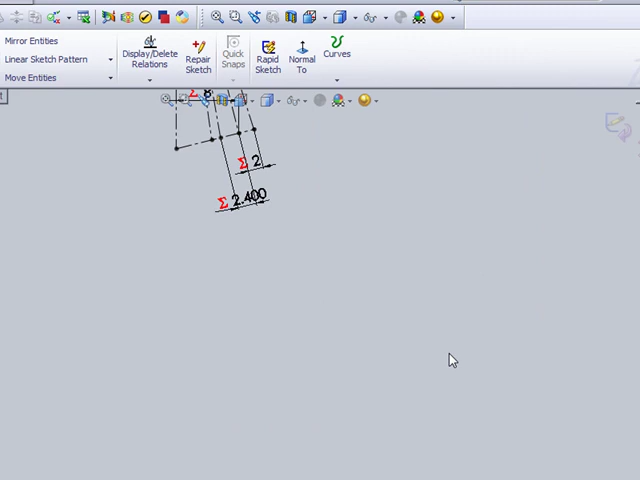 Mirror Entities
Linear Sketch Pattern
Move Entities
Display/Delete Relations
Repair Sketch
Quick Snaps
Rapid Sketch
Normal To
Curves
Σ 8
Σ 2
Σ 2.400